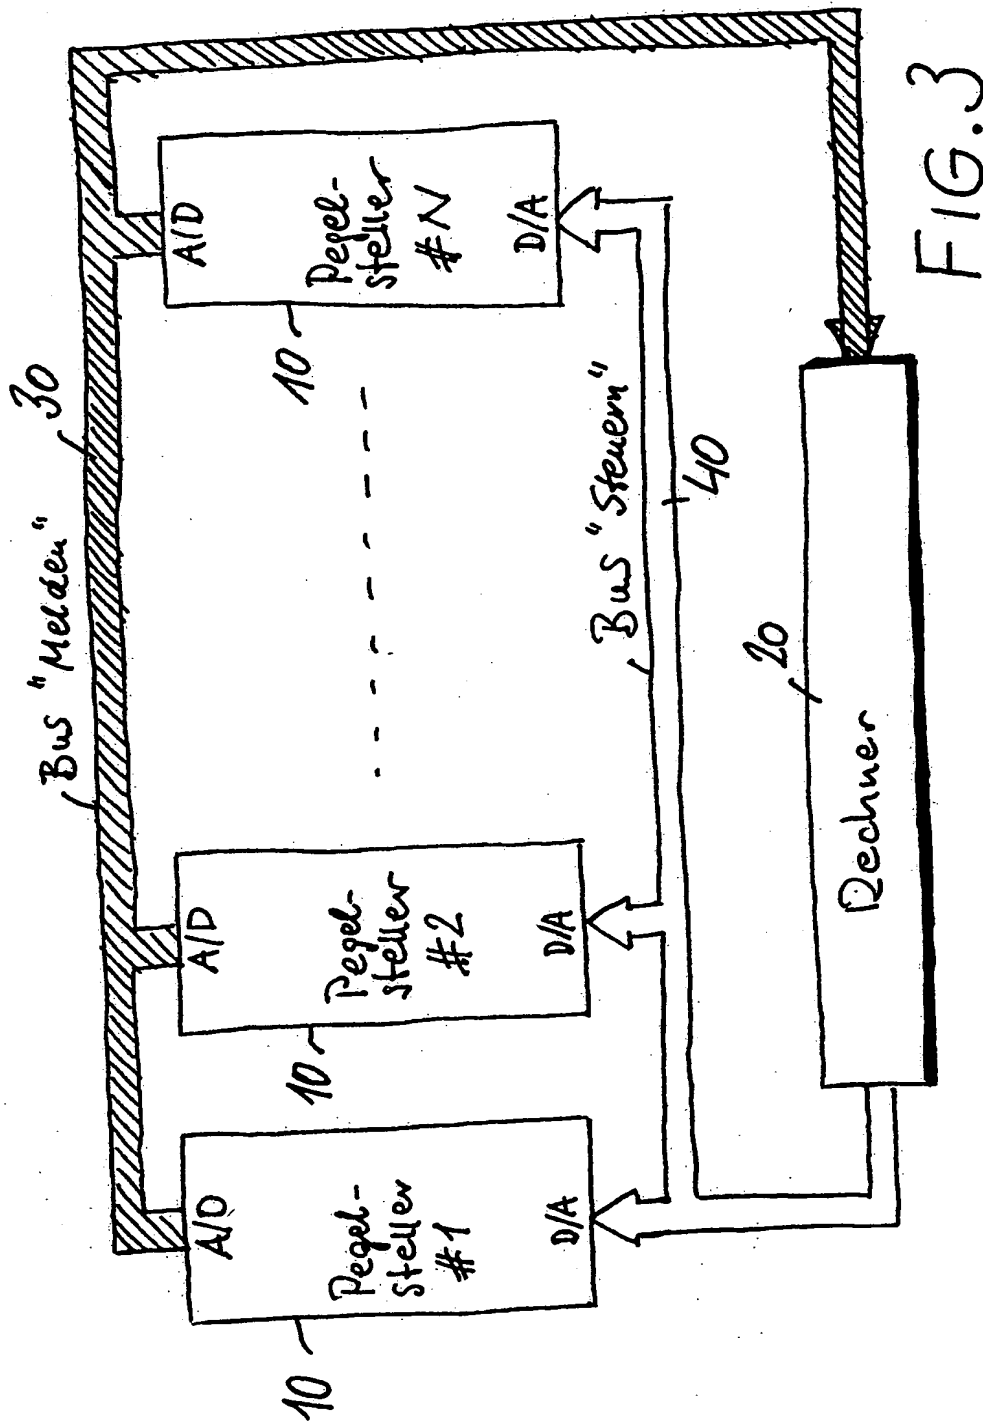 Bus "Melden"
30
A/D
A/D
A/D
10
Pegel-
steller
#1
D/A
10
Pegel-
steller
#2
D/A
10
Pegel-
steller
#N
D/A
Bus "Steuern"
40
20
Rechner
FIG. 3